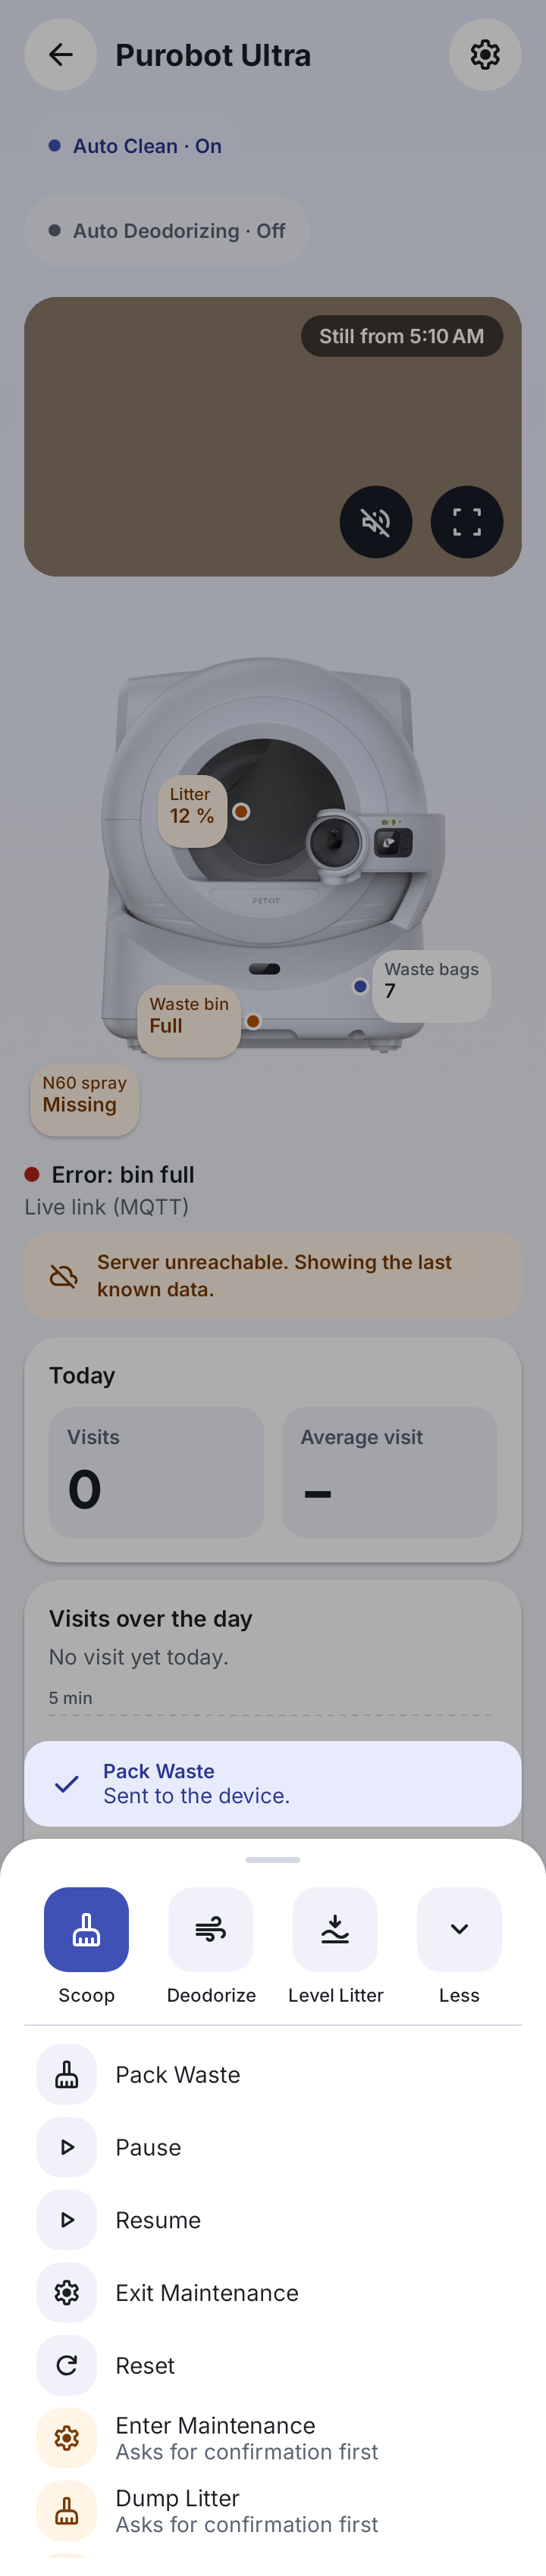 Purobot Ultra
Auto Clean · On
Auto Deodorizing · Off
Still from 5:10 AM
Litter
12 %
PETKIT
Waste bags
7
Waste bin
Full
N60 spray
Missing
Error: bin full
Live link (MQTT)
Server unreachable. Showing the last
known data.
Today
Visits
0
Average visit
–
Visits over the day
No visit yet today.
5 min
Pack Waste
Sent to the device.
Scoop
Deodorize
Level Litter
Less
Pack Waste
Pause
Resume
Exit Maintenance
Reset
Enter Maintenance
Asks for confirmation first
Dump Litter
Asks for confirmation first